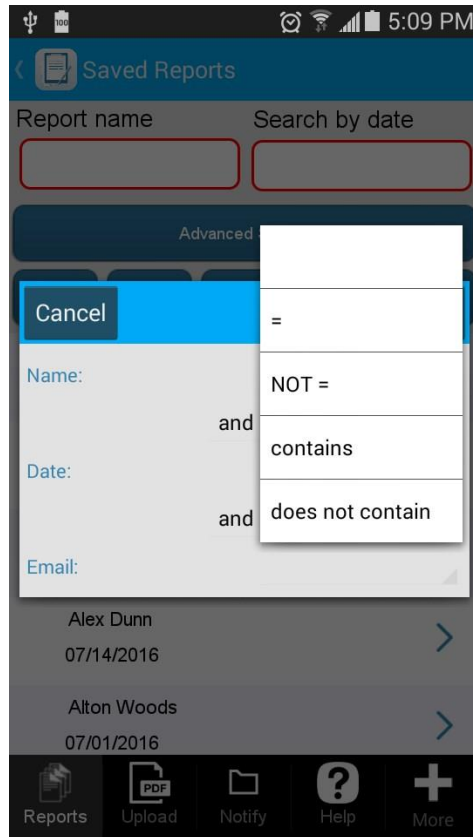 100
5:09 PM
Saved Reports
Report name
Search by date
Advanced
Cancel
=
Name:
NOT =
and
contains
Date:
and
does not contain
Email:
Alex Dunn
07/14/2016
Alton Woods
07/01/2016
PDF
?
Reports
Upload
Notify
Help
More